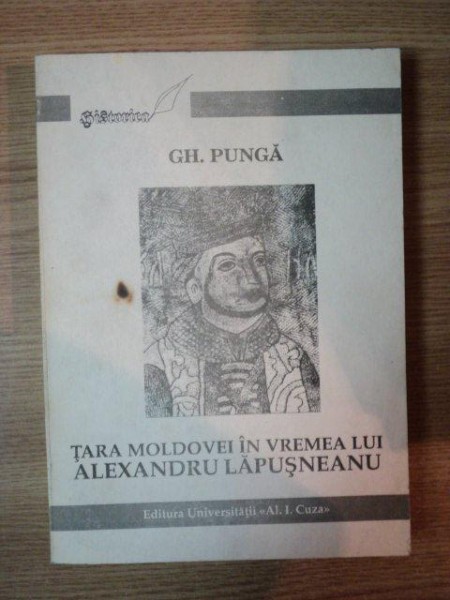 Historica
GH. PUNGĂ
ŢARA MOLDOVEI ÎN VREMEA LUI
ALEXANDRU LĂPUŞNEANU
Editura Universităţii «Al. I. Cuza»